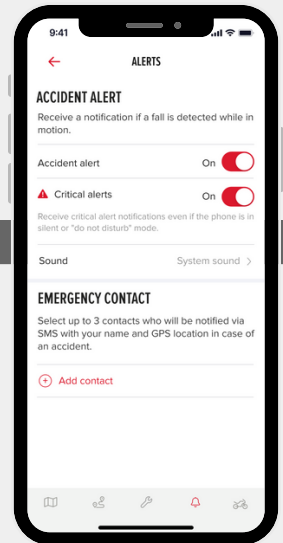 9:41
ALERTS
ACCIDENT ALERT
Receive a notification if a fall is detected while in
motion.
Accident alert On
Critical alerts On
Receive critical alert notifications even if the phone is in
silent or "do not disturb" mode.
Sound System sound >
EMERGENCY CONTACT
Select up to 3 contacts who will be notified via
SMS with your name and GPS location in case of
an accident.
Add contact